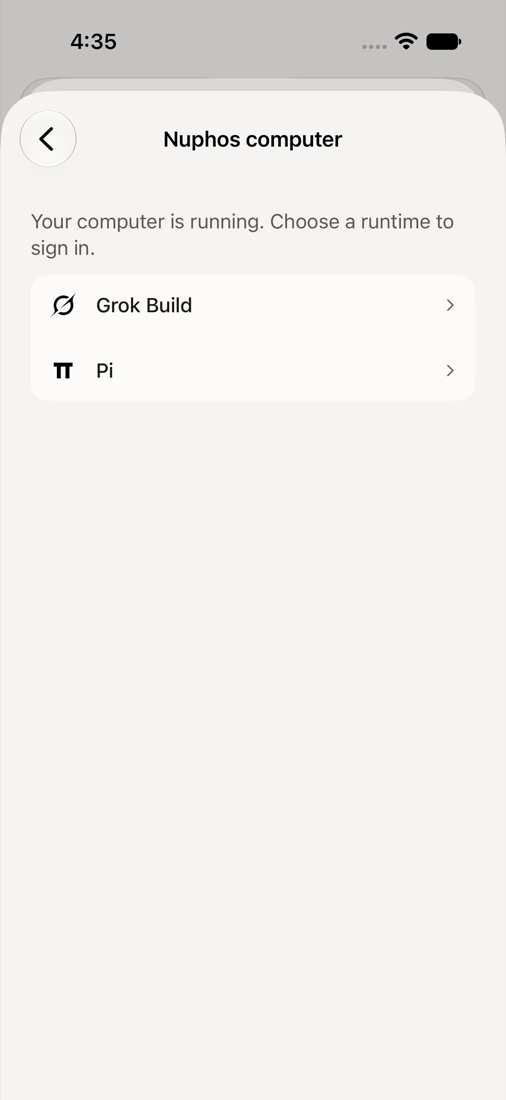 4:35
Nuphos computer
Your computer is running. Choose a runtime to
sign in.
Grok Build
Pi